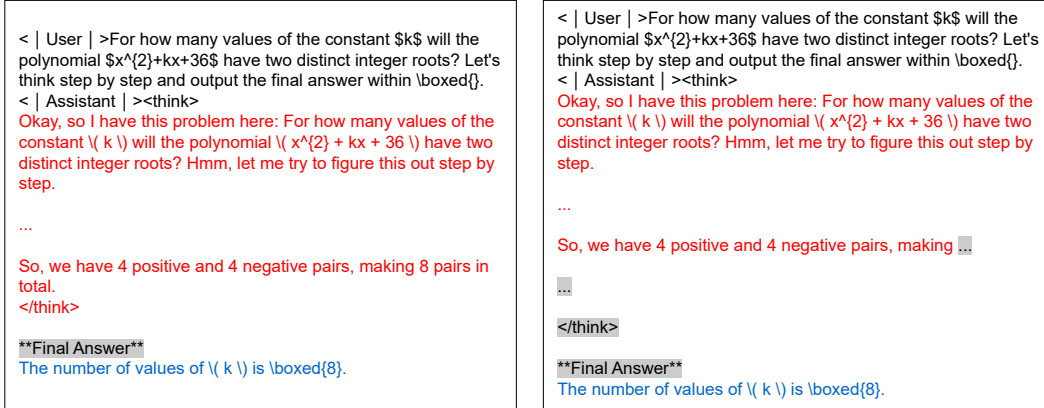 < | User | >For how many values of the constant $k$ will the
polynomial $x^{2}+kx+36$ have two distinct integer roots? Let's
think step by step and output the final answer within \boxed{}.
< | Assistant | ><think>
Okay, so I have this problem here: For how many values of the
constant \( k \) will the polynomial \( x^{2} + kx + 36 \) have two
distinct integer roots? Hmm, let me try to figure this out step by
step.
...
So, we have 4 positive and 4 negative pairs, making 8 pairs in
total.
</think>
**Final Answer**
The number of values of \( k \) is \boxed{8}.
< | User | >For how many values of the constant $k$ will the
polynomial $x^{2}+kx+36$ have two distinct integer roots? Let's
think step by step and output the final answer within \boxed{}.
< | Assistant | ><think>
Okay, so I have this problem here: For how many values of the
constant \( k \) will the polynomial \( x^{2} + kx + 36 \) have two
distinct integer roots? Hmm, let me try to figure this out step by
step.
...
So, we have 4 positive and 4 negative pairs, making ...
...
</think>
**Final Answer**
The number of values of \( k \) is \boxed{8}.